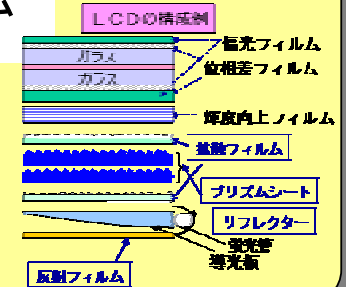 ム
LCDの構成例
偏光フィルム
ガラス
位相差フィルム
ガラス
輝度向上フィルム
拡散フィルム
プリズムシート
リフレクター
蛍光管
導光板
反射フィルム